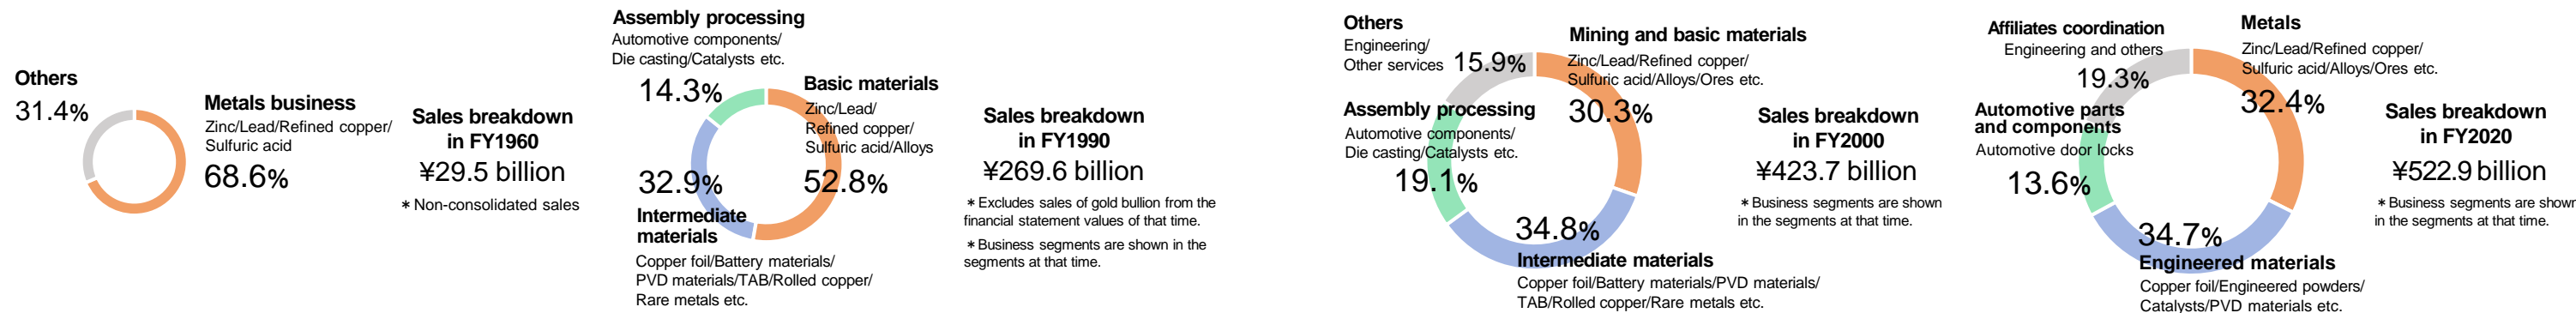 Others
31.4%
Metals business
Zinc/Lead/Refined copper/
Sulfuric acid
68.6%
Sales breakdown
in FY1960
¥29.5 billion
* Non-consolidated sales
Assembly processing
Automotive components/
Die casting/Catalysts etc.
14.3%
Basic materials
Zinc/Lead/
Refined copper/
Sulfuric acid/Alloys
52.8%
32.9%
Intermediate
materials
Copper foil/Battery materials/
PVD materials/TAB/Rolled copper/
Rare metals etc.
Sales breakdown
in FY1990
¥269.6 billion
* Excludes sales of gold bullion from the
financial statement values of that time.
* Business segments are shown in the
segments at that time.
Others
Engineering/
Other services
15.9%
Mining and basic materials
Zinc/Lead/Refined copper/
Sulfuric acid/Alloys/Ores etc.
30.3%
Assembly processing
Automotive components/
Die casting/Catalysts etc.
19.1%
34.8%
Intermediate materials
Copper foil/Battery materials/PVD materials/
TAB/Rolled copper/Rare metals etc.
Sales breakdown
in FY2000
¥423.7 billion
* Business segments are shown
in the segments at that time.
Affiliates coordination
Engineering and others
19.3%
Metals
Zinc/Lead/Refined copper/
Sulfuric acid/Alloys/Ores etc.
32.4%
Automotive parts
and components
Automotive door locks
13.6%
34.7%
Engineered materials
Copper foil/Engineered powders/
Catalysts/PVD materials etc.
Sales breakdown
in FY2020
¥522.9 billion
* Business segments are shown
in the segments at that time.